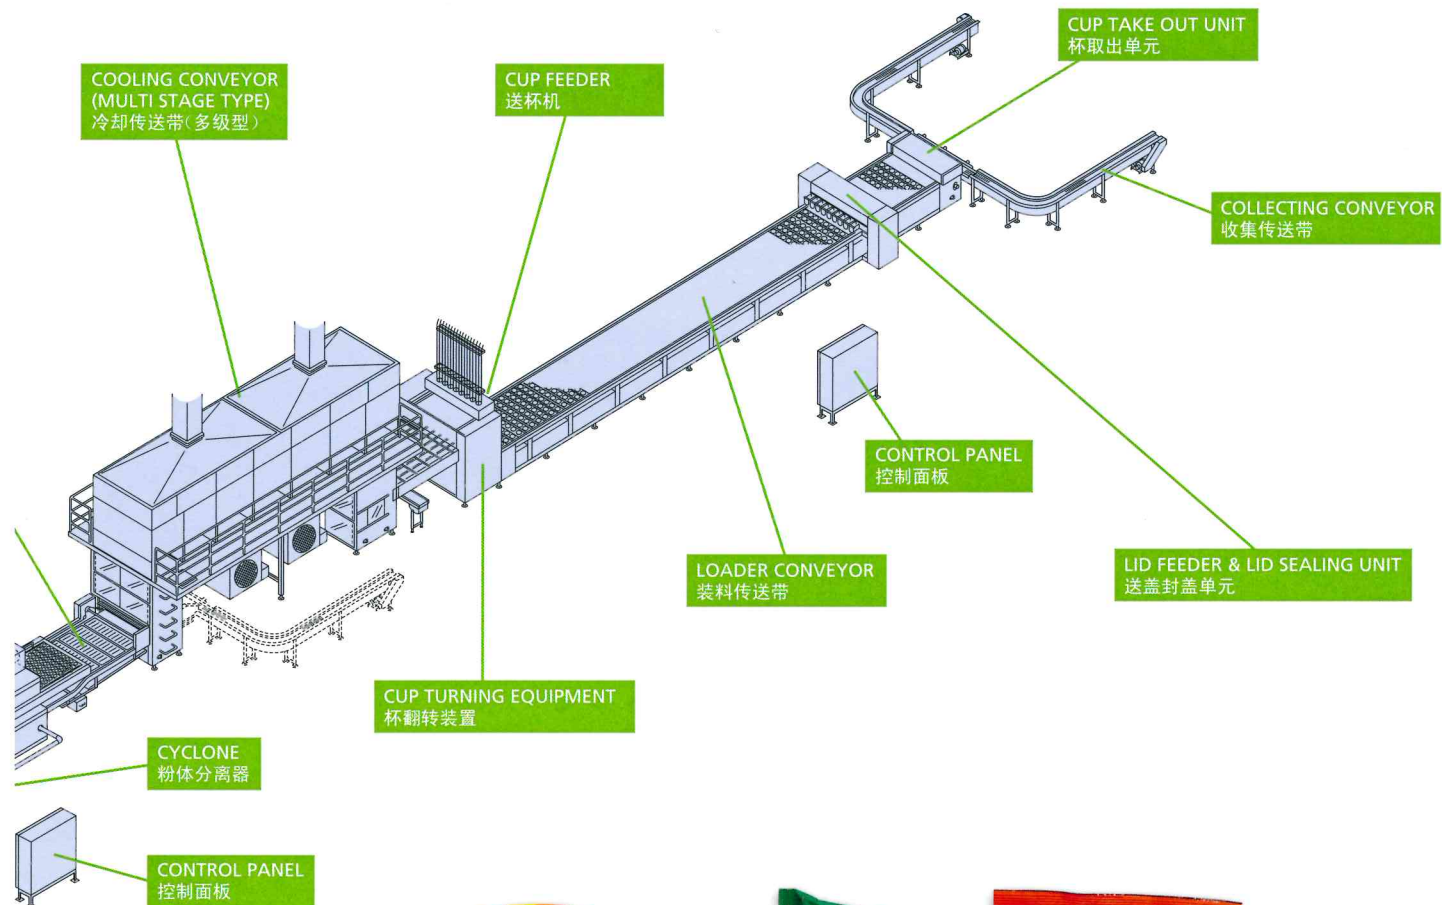 CUP TAKE OUT UNIT
杯取出单元
COOLING CONVEYOR
(MULTI STAGE TYPE)
冷却传送带(多级型)
CUP FEEDER
送杯机
COLLECTING CONVEYOR
收集传送带
CONTROL PANEL
控制面板
LOADER CONVEYOR
装料传送带
LID FEEDER & LID SEALING UNIT
送盖封盖单元
CUP TURNING EQUIPMENT
杯翻转装置
CYCLONE
粉体分离器
CONTROL PANEL
控制面板